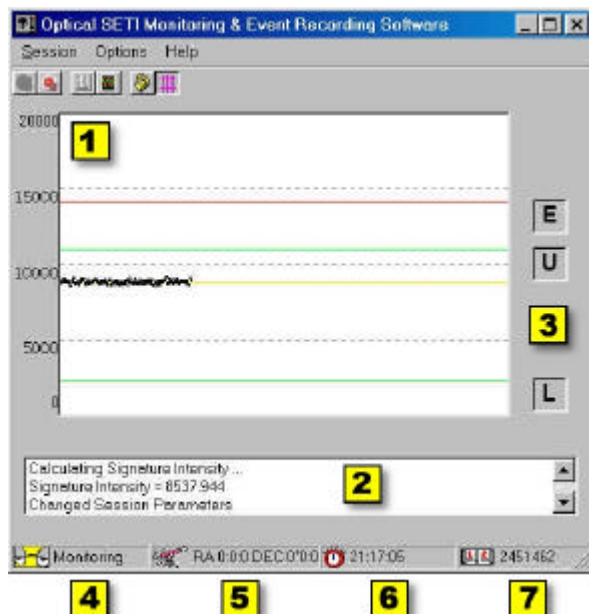 Optical SETI Monitoring & Event Recording Software
Session Options Help
20000
1
15000
E
U
10000
3
5000
L
0
Calculating Signature Intensity ...
Signature Intensity = 8537.944
Changed Session Parameters
2
Monitoring RA 0:0:0 DEC 0°0:0 21:17:05 2451462
4 5 6 7